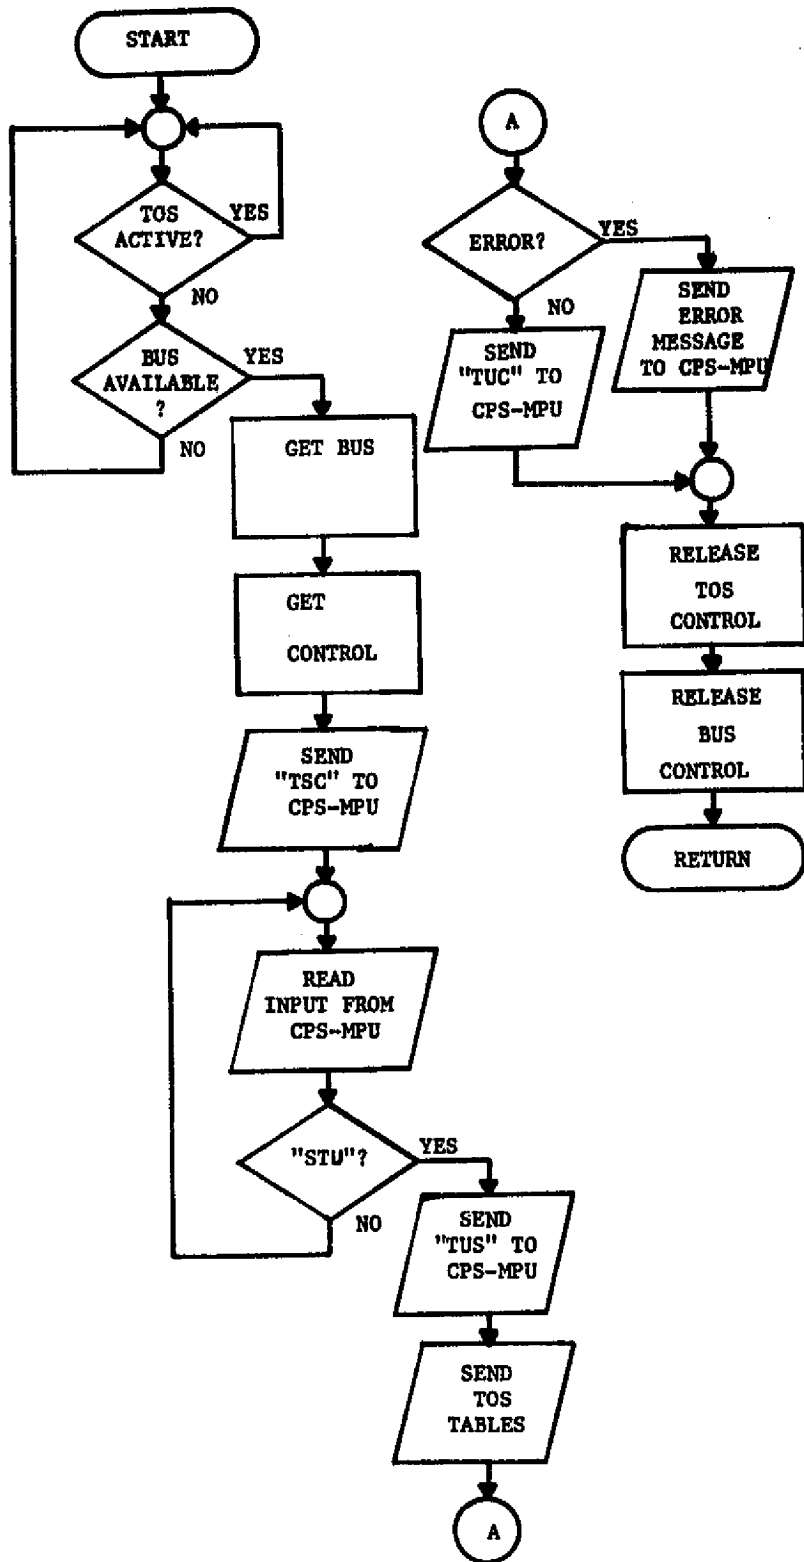 START
TOS
ACTIVE?
YES
NO
BUS
AVAILABLE
?
YES
NO
GET BUS
GET
CONTROL
SEND
"TSC" TO
CPS-MPU
READ
INPUT FROM
CPS-MPU
"STU"?
YES
NO
SEND
"TUS" TO
CPS-MPU
SEND
TOS
TABLES
A
A
ERROR?
YES
NO
SEND
"TUC" TO
CPS-MPU
SEND
ERROR
MESSAGE
TO CPS-MPU
RELEASE
TOS
CONTROL
RELEASE
BUS
CONTROL
RETURN